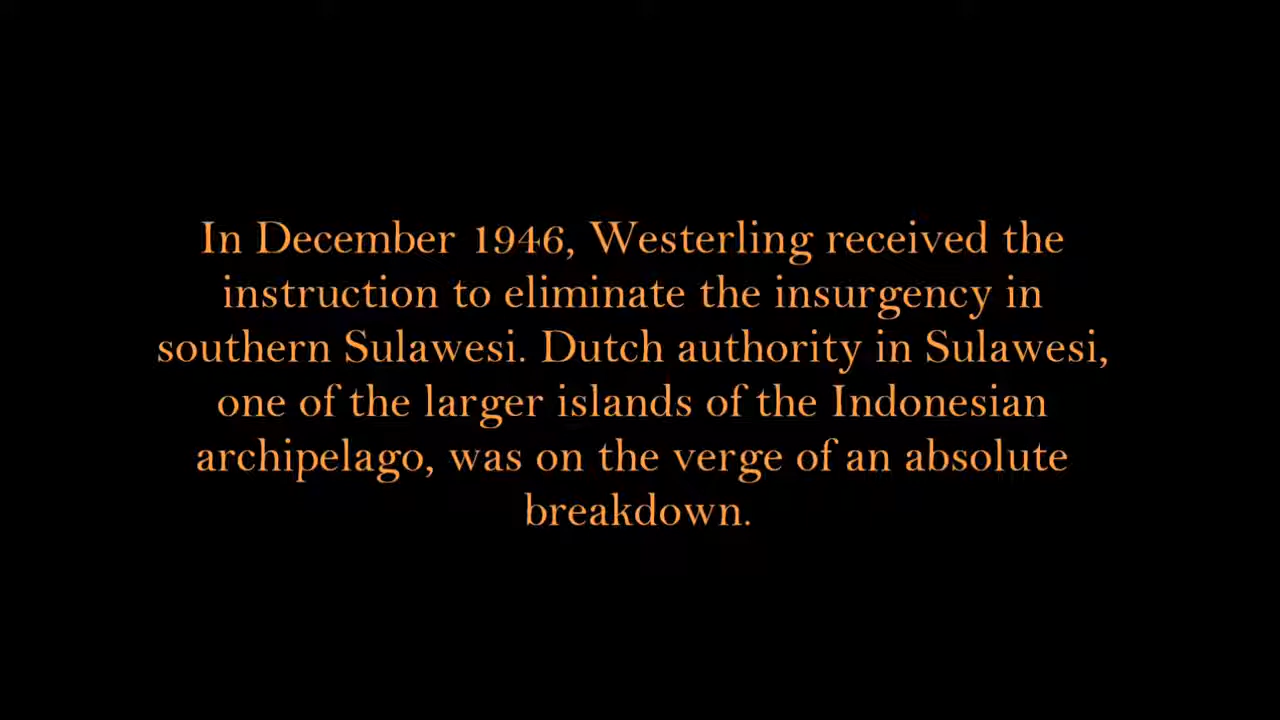 In December 1946, Westerling received the
instruction to eliminate the insurgency in
southern Sulawesi. Dutch authority in Sulawesi,
one of the larger islands of the Indonesian
archipelago, was on the verge of an absolute
breakdown.